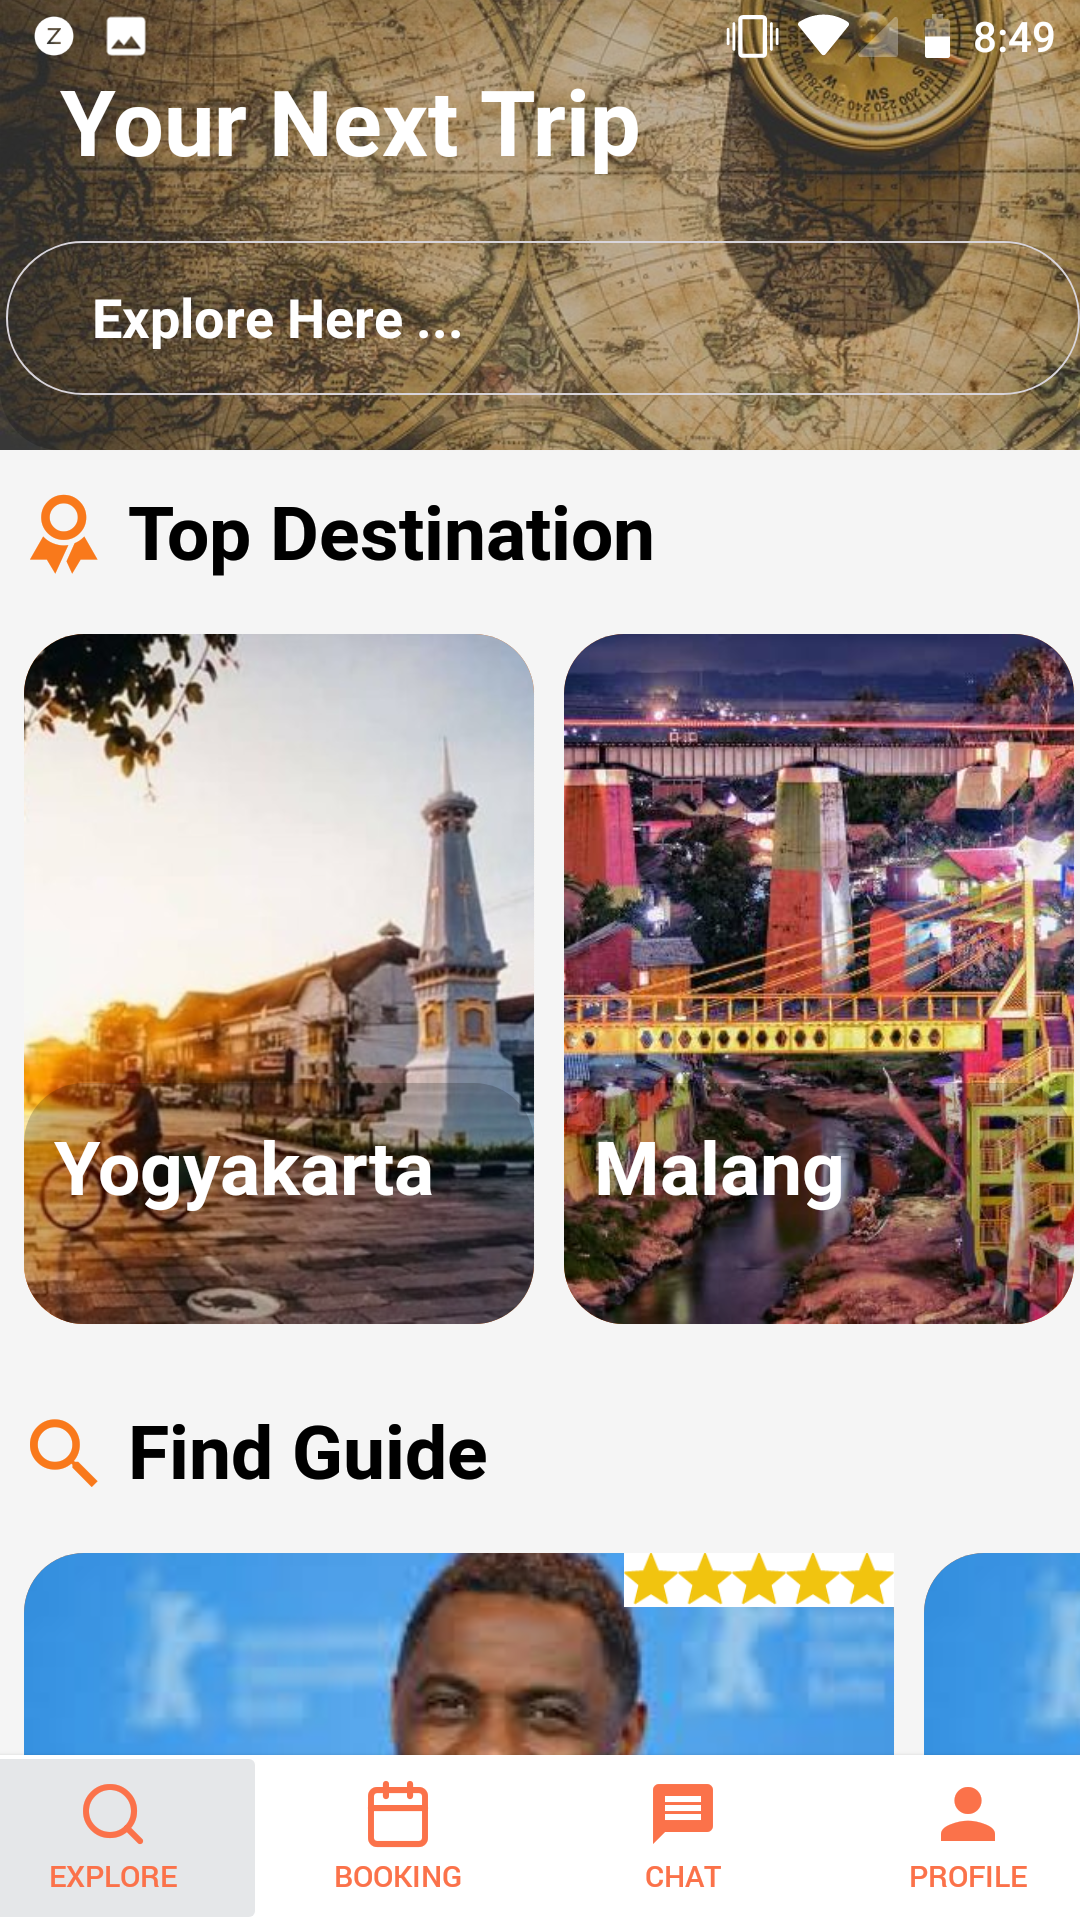 Z
8:49
Your Next Trip
Explore Here ...
Top Destination
Yogyakarta
Malang
Find Guide
EXPLORE
BOOKING
CHAT
PROFILE